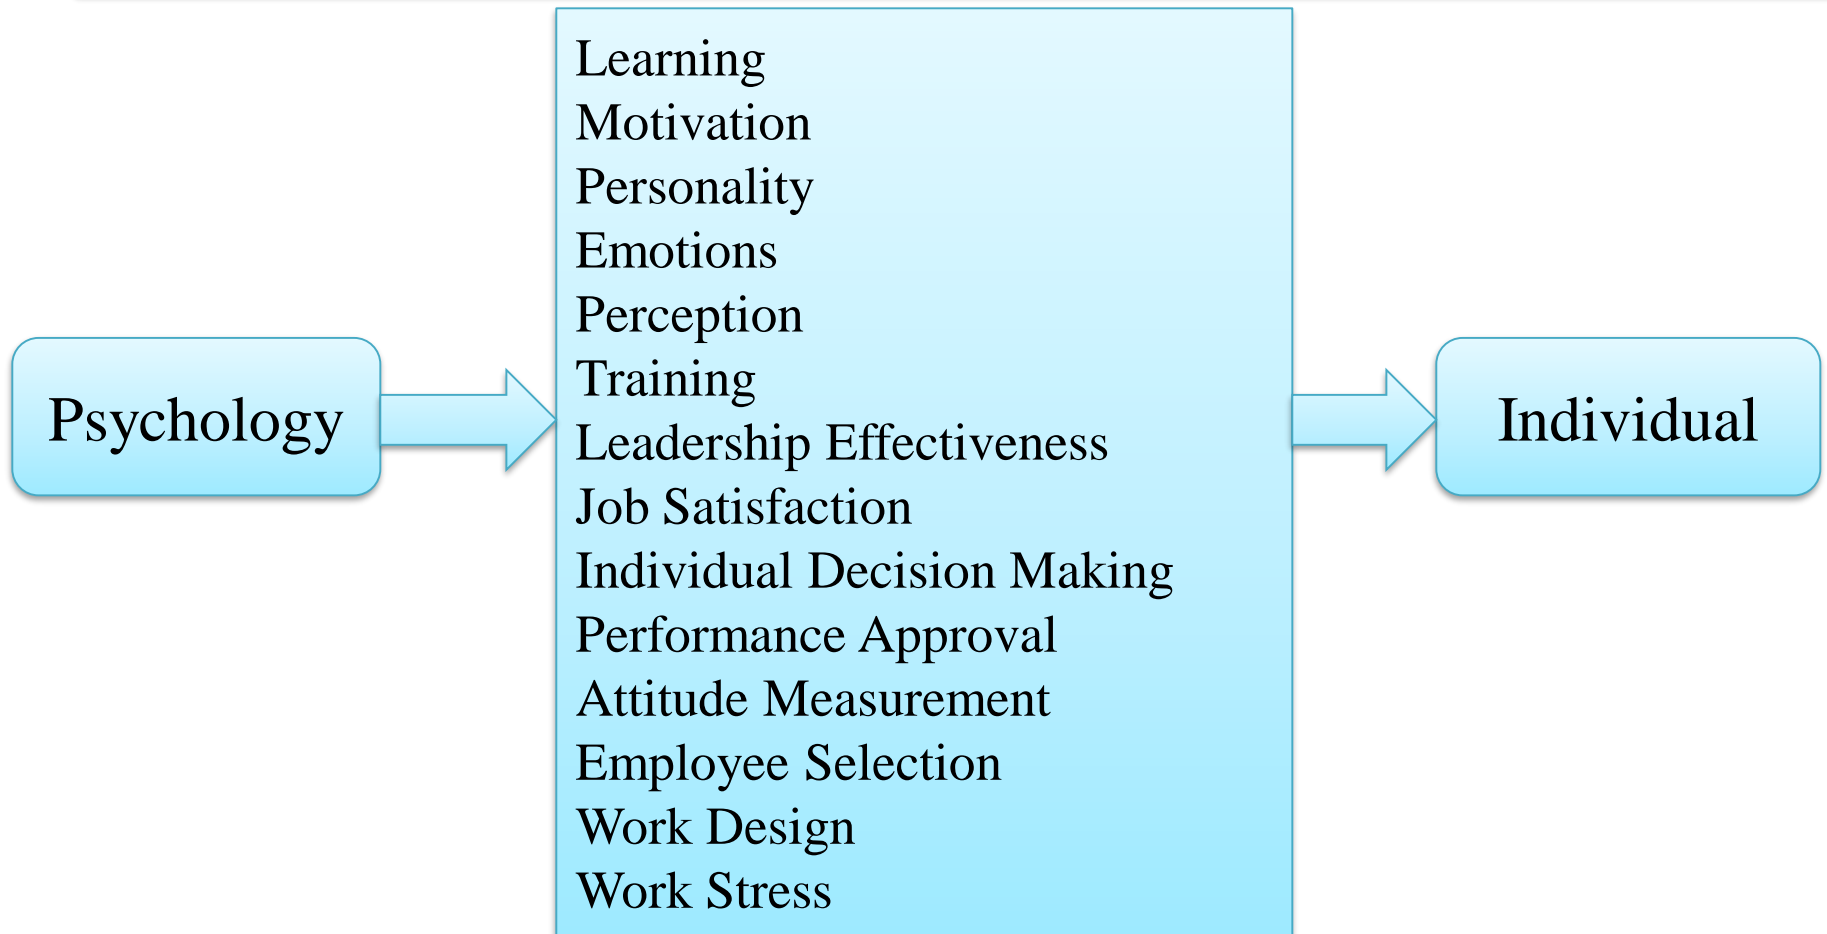 Psychology
Learning
Motivation
Personality
Emotions
Perception
Training
Leadership Effectiveness
Job Satisfaction
Individual Decision Making
Performance Approval
Attitude Measurement
Employee Selection
Work Design
Work Stress
Individual